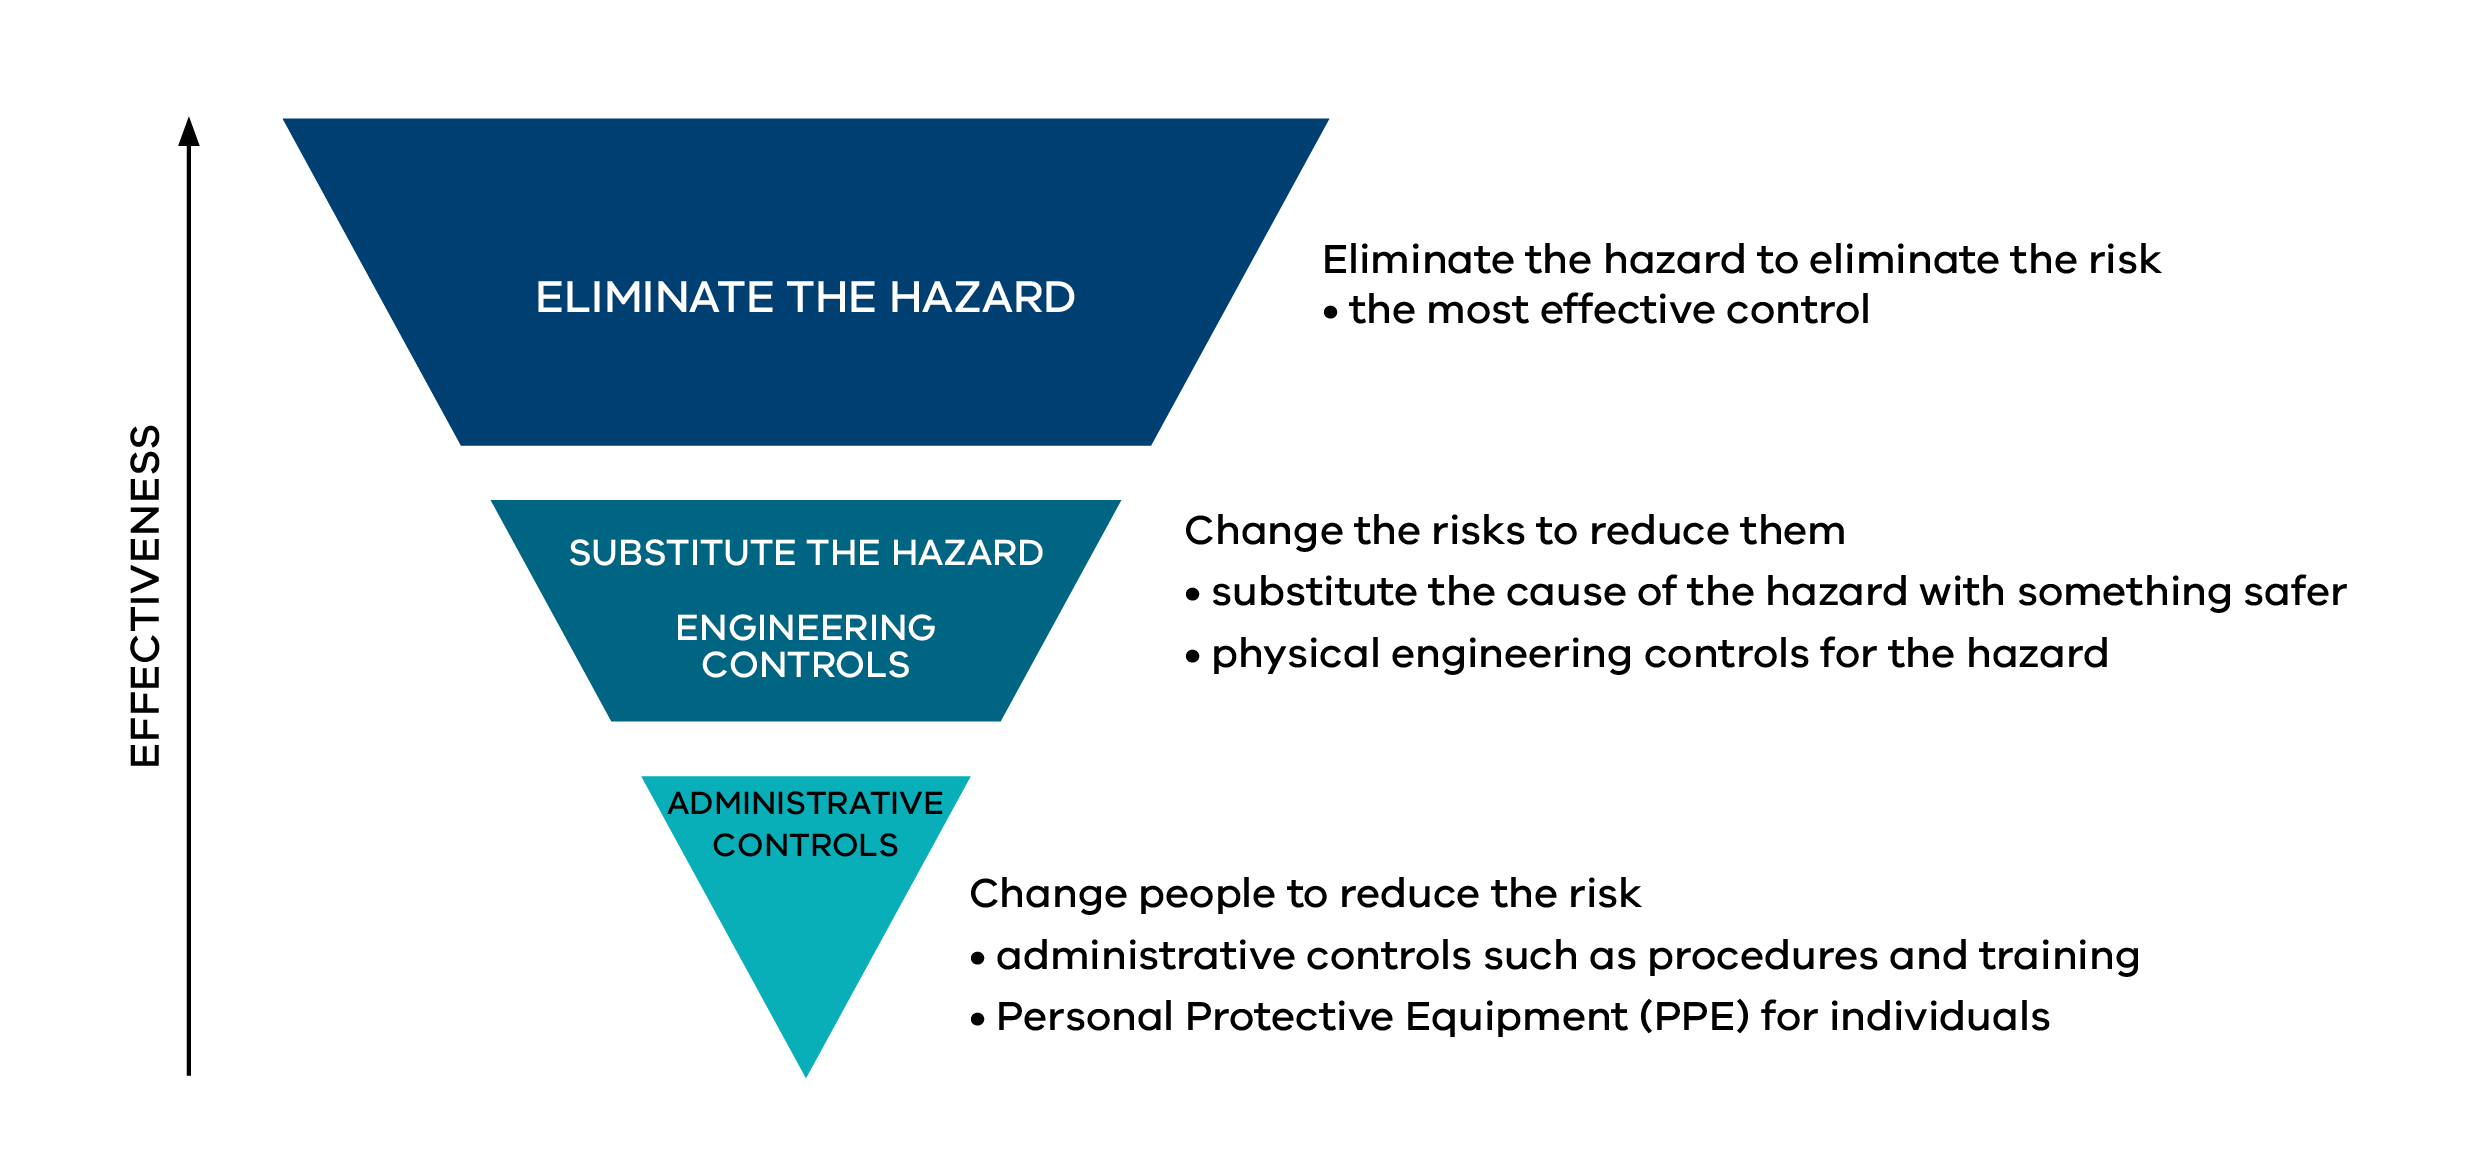 EFFECTIVENESS
ELIMINATE THE HAZARD
Eliminate the hazard to eliminate the risk
• the most effective control
SUBSTITUTE THE HAZARD
ENGINEERING
CONTROLS
Change the risks to reduce them
• substitute the cause of the hazard with something safer
• physical engineering controls for the hazard
ADMINISTRATIVE
CONTROLS
Change people to reduce the risk
• administrative controls such as procedures and training
• Personal Protective Equipment (PPE) for individuals